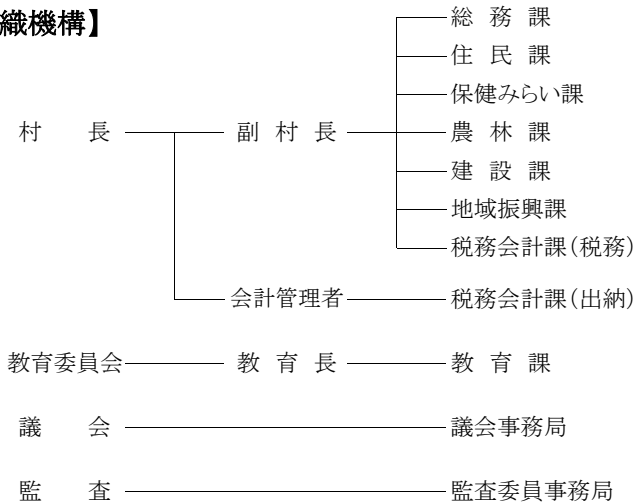 織機構】
総務課
住民課
保健みらい課
村長 副村長 農林課
建設課
地域振興課
税務会計課(税務)
会計管理者 税務会計課(出納)
教育委員会 教育長 教育課
議会 議会事務局
監査 監査委員事務局